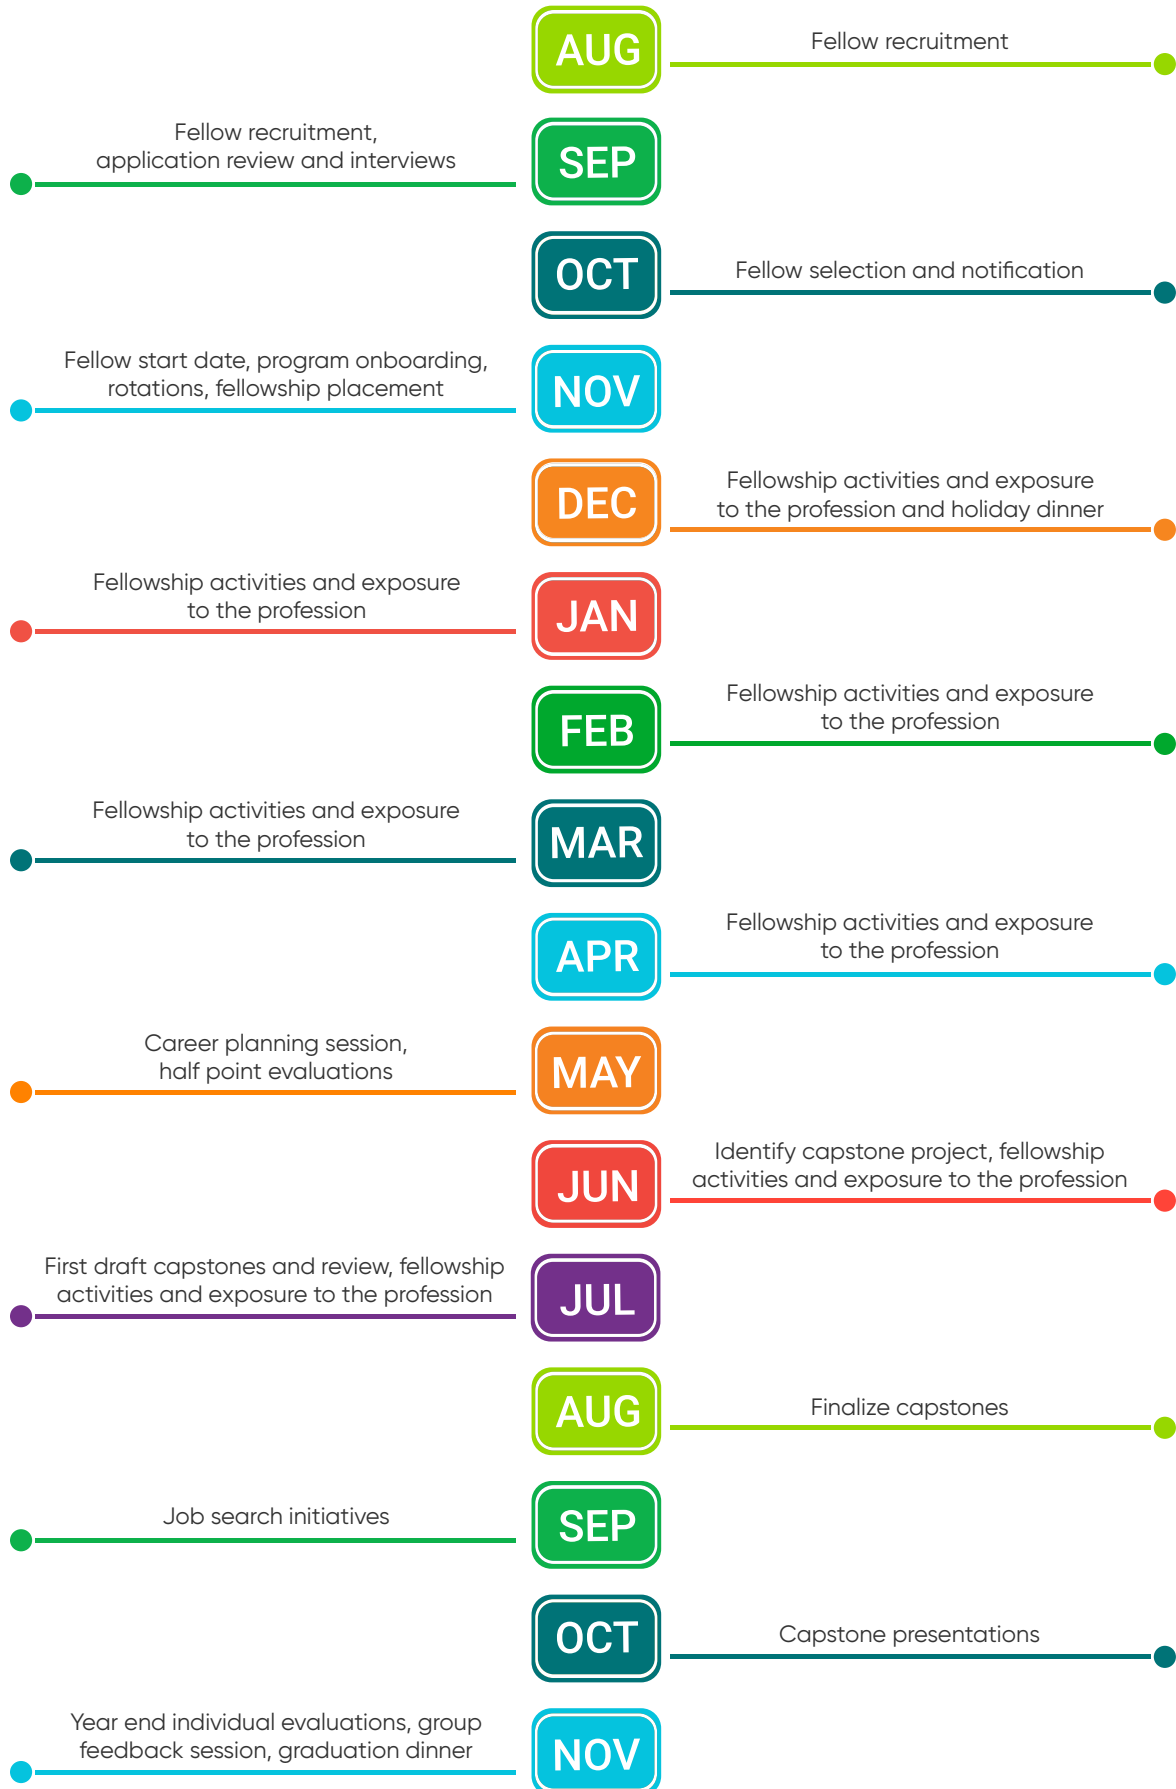 AUG
Fellow recruitment
Fellow recruitment,
application review and interviews
SEP
OCT
Fellow selection and notification
Fellow start date, program onboarding,
rotations, fellowship placement
NOV
DEC
Fellowship activities and exposure
to the profession and holiday dinner
Fellowship activities and exposure
to the profession
JAN
FEB
Fellowship activities and exposure
to the profession
Fellowship activities and exposure
to the profession
MAR
APR
Fellowship activities and exposure
to the profession
Career planning session,
half point evaluations
MAY
JUN
Identify capstone project, fellowship
activities and exposure to the profession
First draft capstones and review, fellowship
activities and exposure to the profession
JUL
AUG
Finalize capstones
Job search initiatives
SEP
OCT
Capstone presentations
Year end individual evaluations, group
feedback session, graduation dinner
NOV